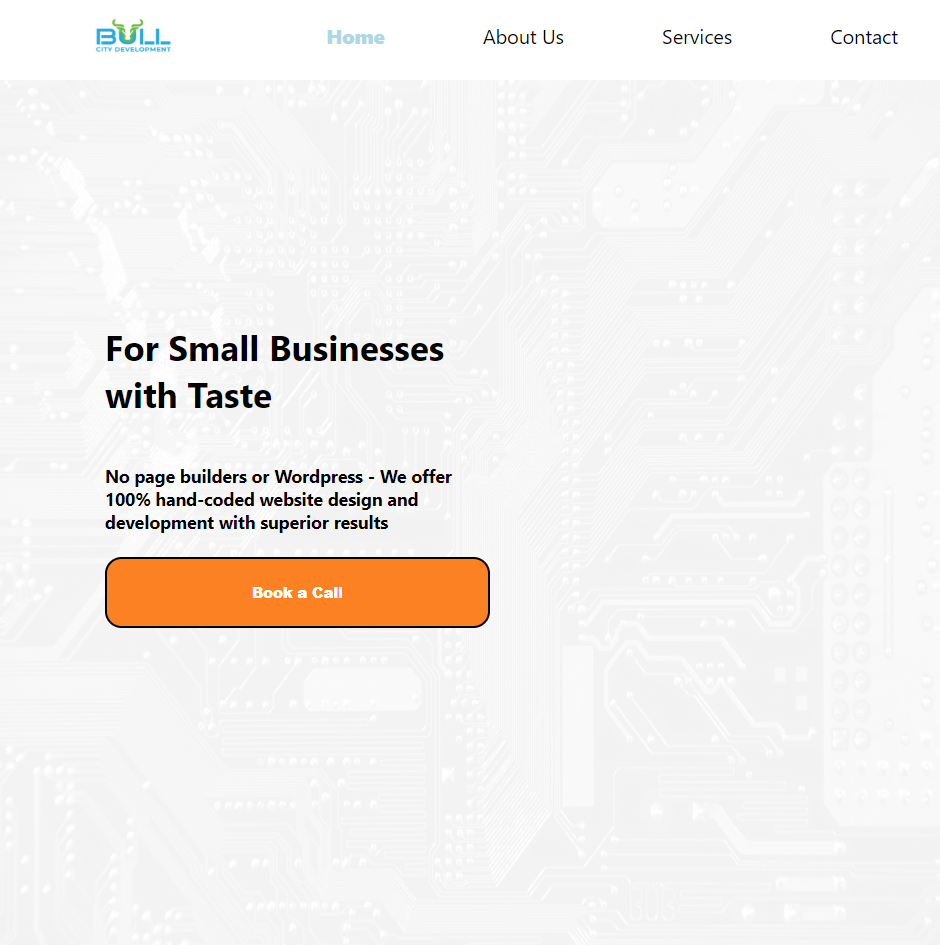 BULL
CITY DEVELOPMENT
Home
About Us
Services
Contact
For Small Businesses
with Taste
No page builders or Wordpress - We offer
100% hand-coded website design and
development with superior results
Book a Call